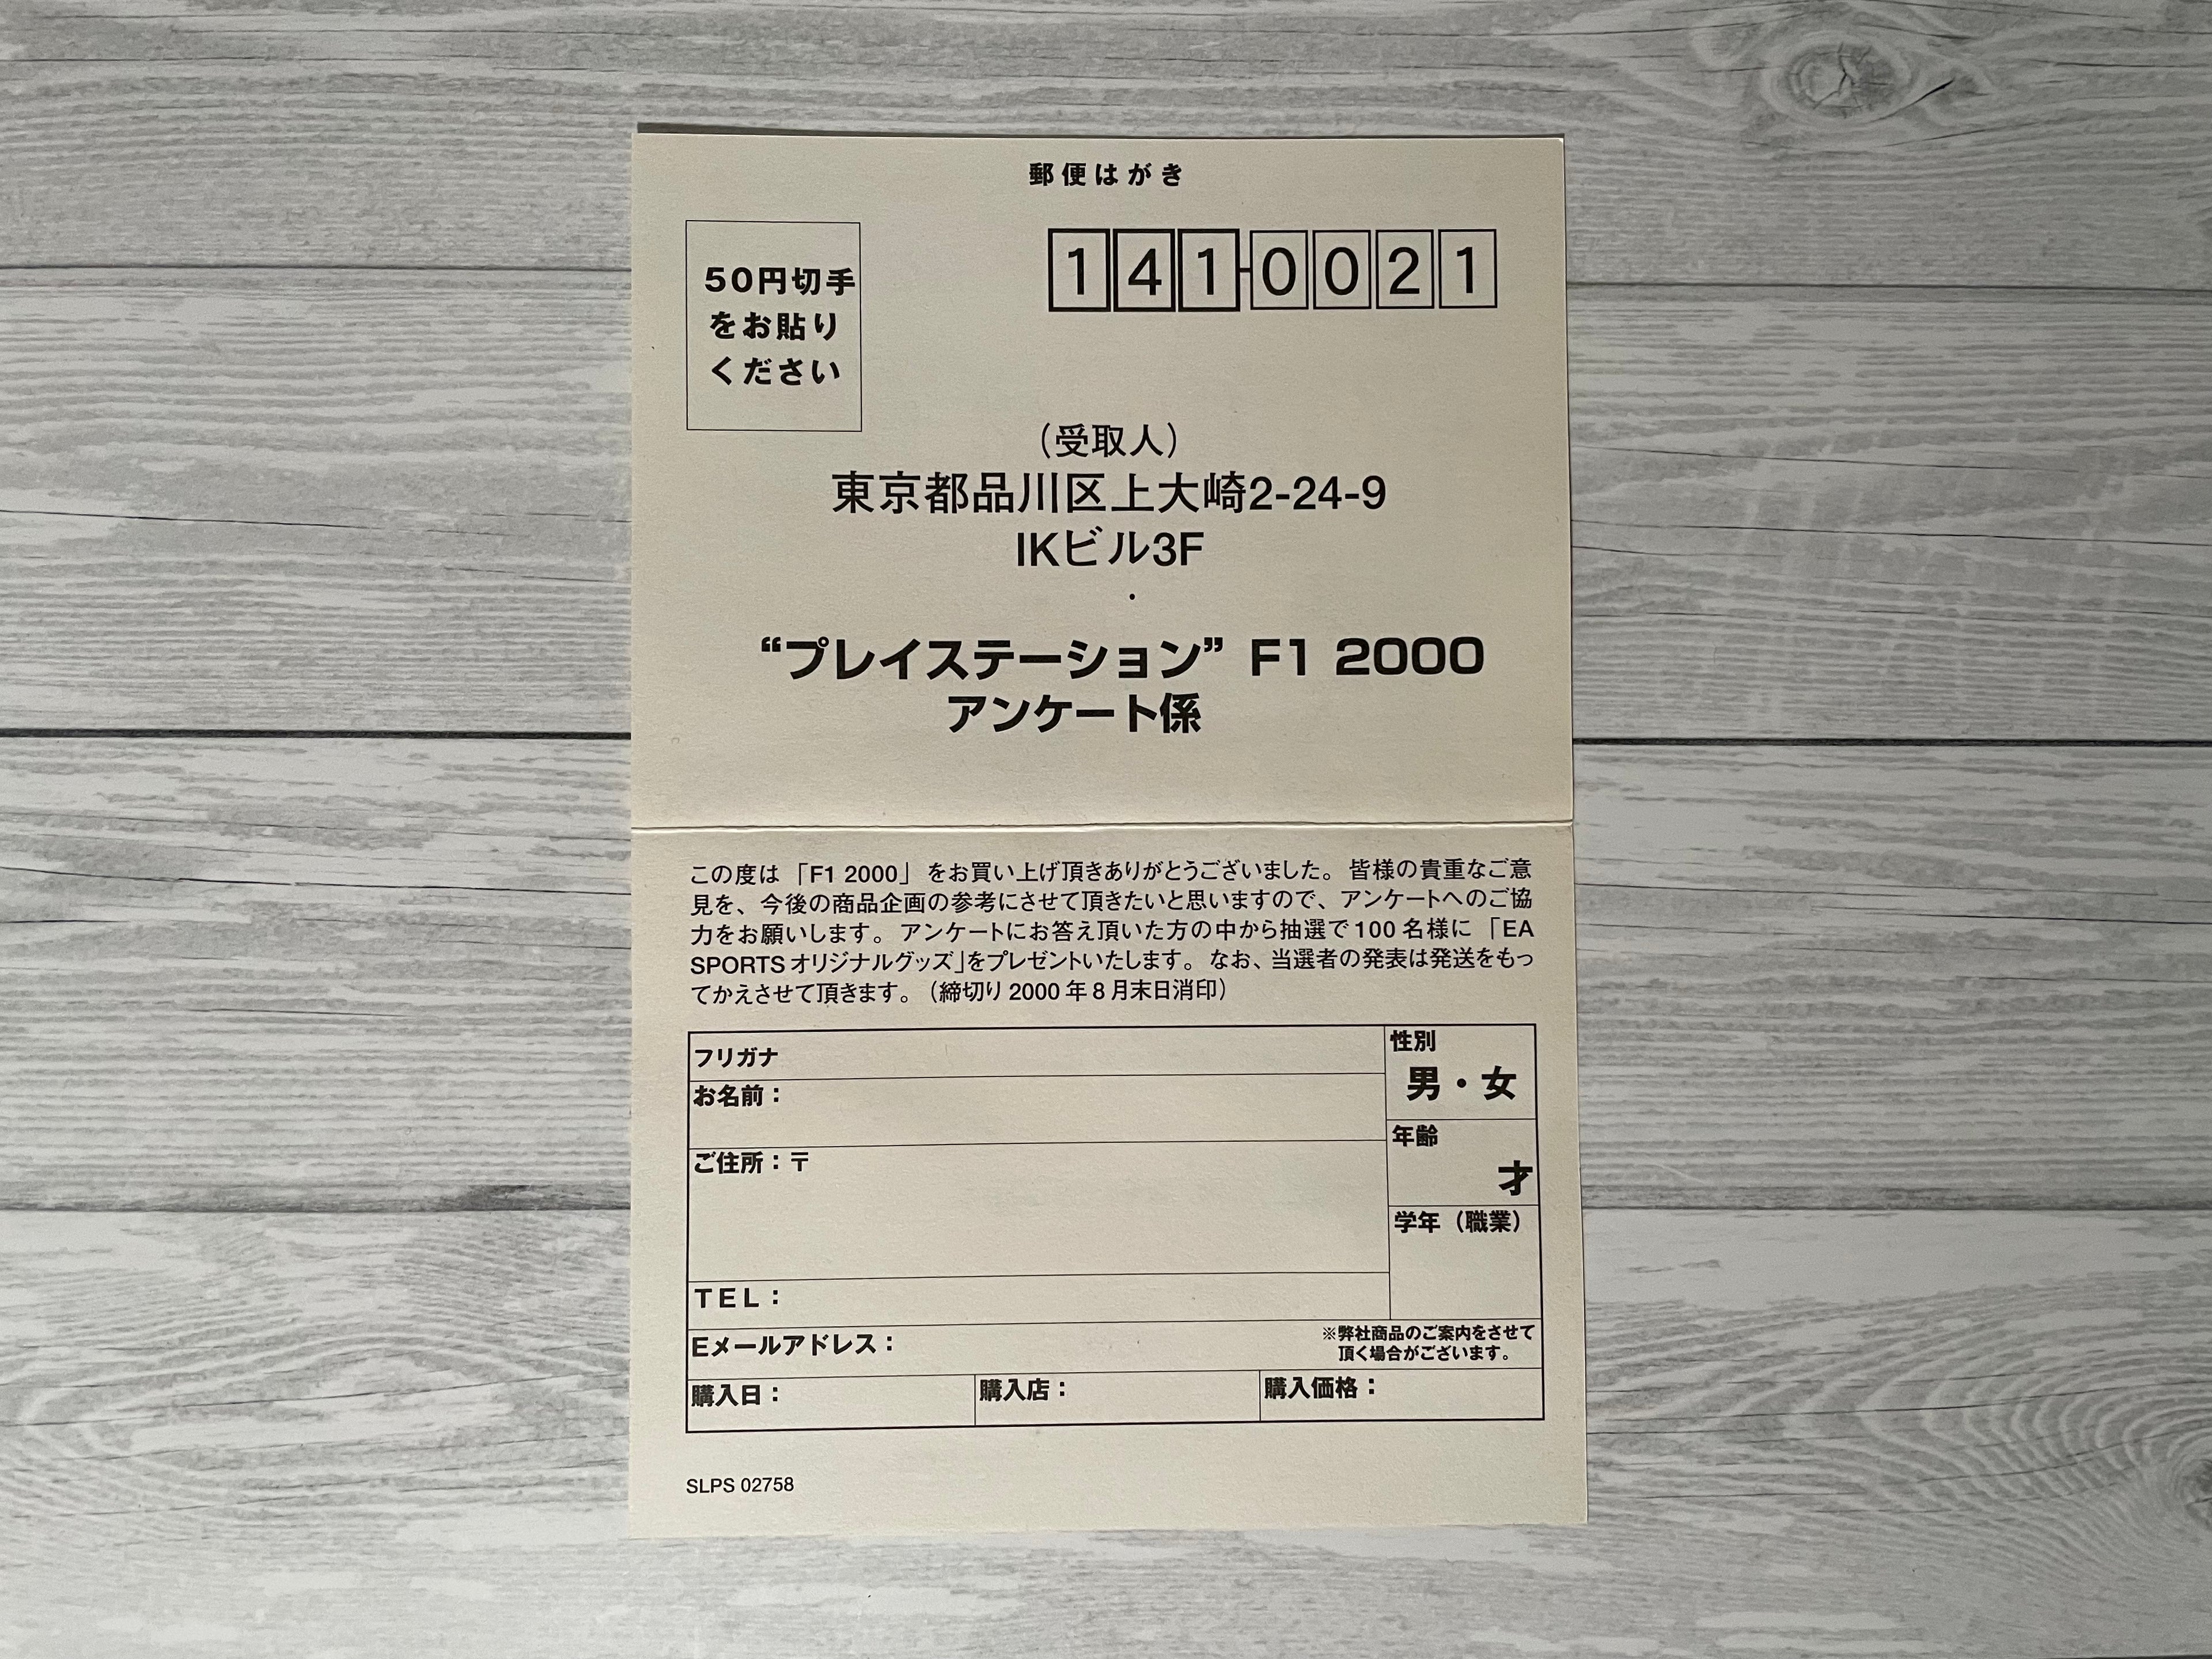 郵便はがき
50円切手
をお貼り
ください
141-0021
（受取人）
東京都品川区上大崎2-24-9
IKビル3F
“プレイステーション” F1 2000
アンケート係
この度は「F1 2000」をお買い上げ頂きありがとうございました。皆様の貴重なご意
見を、今後の商品企画の参考にさせて頂きたいと思いますので、アンケートへのご協
力をお願いします。アンケートにお答え頂いた方の中から抽選で100名様に「EA
SPORTSオリジナルグッズ」をプレゼントいたします。なお、当選者の発表は発送をもっ
てかえさせて頂きます。（締切り2000年8月末日消印）
フリガナ
お名前：
ご住所：〒
TEL：
性別
男・女
年齢
才
学年（職業）
Eメールアドレス：
※弊社商品のご案内をさせて
頂く場合がございます。
購入日：
購入店：
購入価格：
SLPS 02758